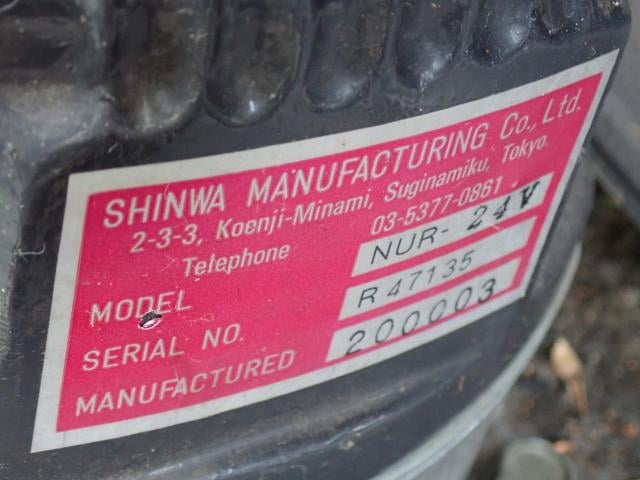 SHINWA MANUFACTURING Co., Ltd.
2-3-3, Koenji-Minami, Suginamiku, Tokyo.
Telephone 03-5377-0861
MODEL NUR- 24V
SERIAL NO. R47135
MANUFACTURED 200003